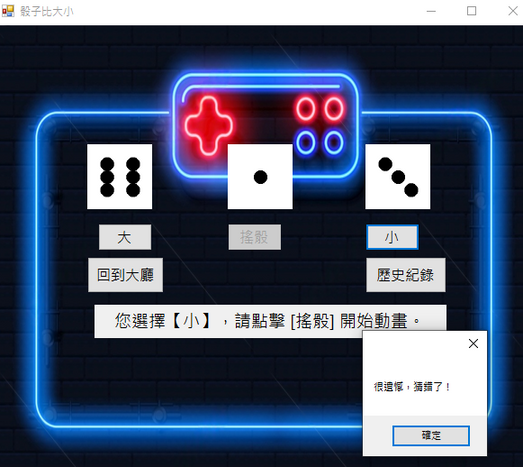 骰子比大小
大
搖骰
小
回到大廳
歷史紀錄
您選擇【小】，請點擊 [搖骰] 開始動畫。
很遺憾，猜錯了！
確定